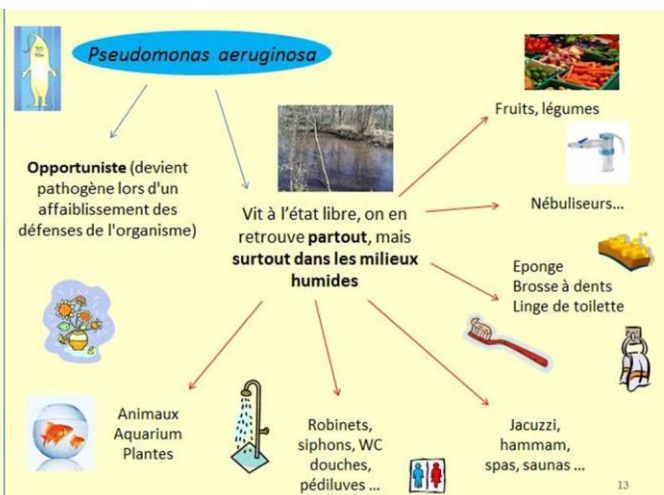 Pseudomonas aeruginosa
Opportuniste (devient
pathogène lors d'un
affaiblissement des
défenses de l'organisme)
Vit à l'état libre, on en
retrouve partout, mais
surtout dans les milieux
humides
Fruits, légumes
Nébuliseurs...
Eponge
Brosse à dents
Linge de toilette
Animaux
Aquarium
Plantes
Robinets,
siphons, WC
douches,
pédiluves ...
Jacuzzi,
hammam,
spas, saunas ...
13